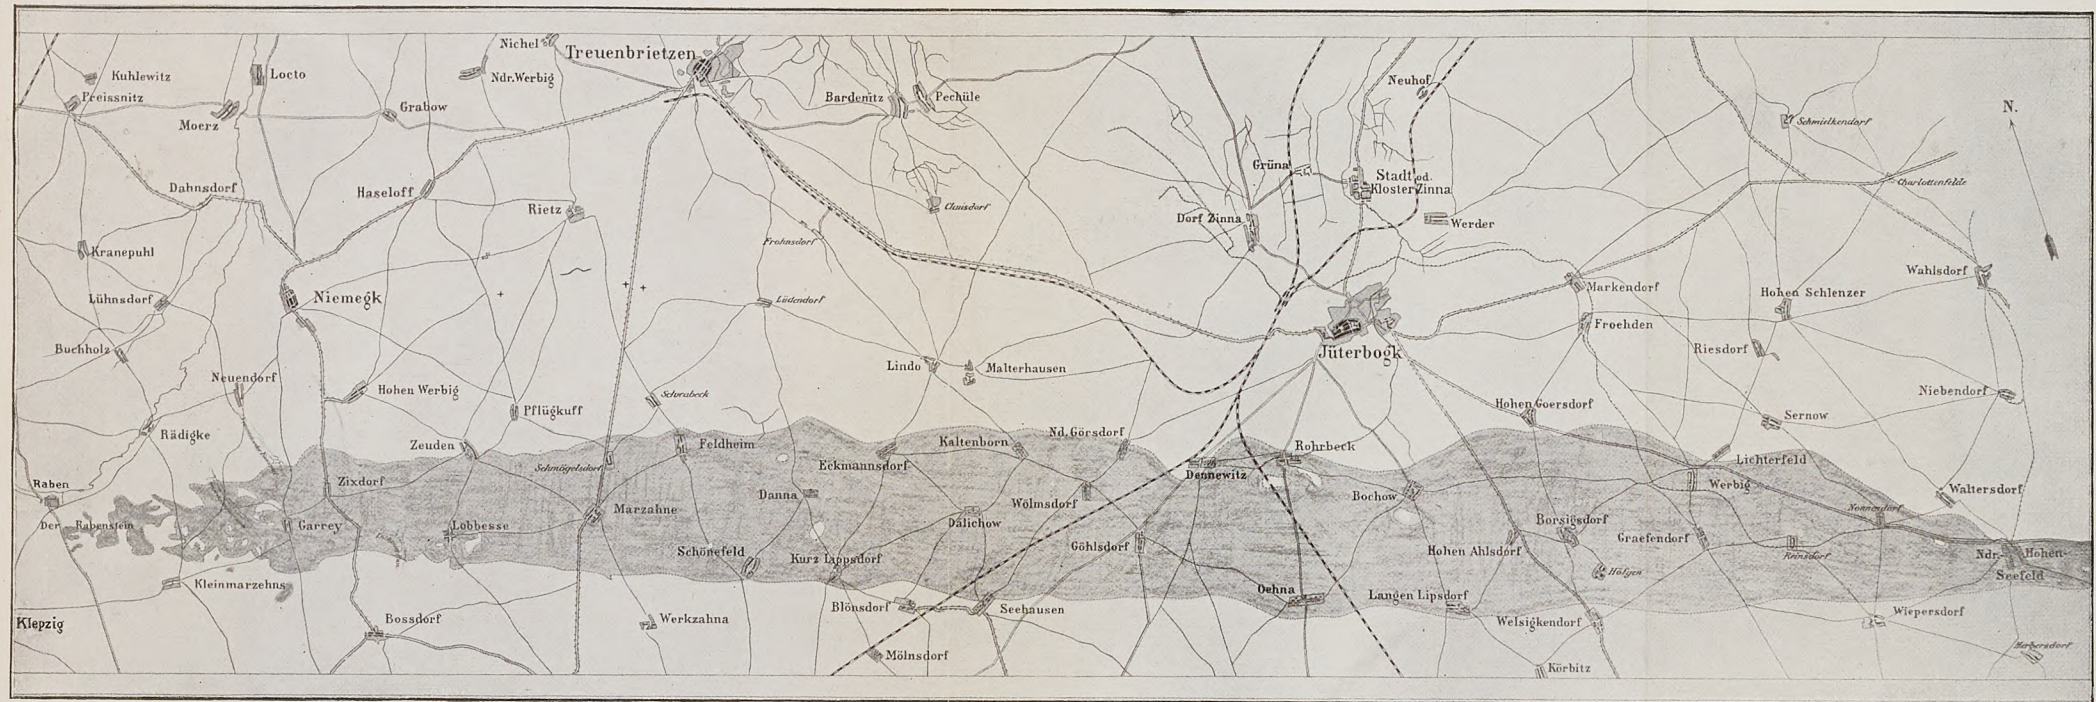 Nichel
Treuenbrietzen
Kuhlewitz
Locto
Ndr. Werbig
Neuhof
Preissnitz
Grabow
Bardenitz
Pechüle
N.
Moerz
Schmielkendorf
Grüna
Stadt od.
Kloster Zinna
Dahnsdorf
Haseloff
Charlottenfelde
Rietz
Dorf Zinna
Werder
Frohnsdorf
Kranepuhl
Wahlsdorf
Lühnsdorf
Niemegk
Lüdendorf
Markendorf
Hohen Schlenzer
Froehden
Buchholz
Jüterbogk
Riesdorf
Lindo
Malterhausen
Neuendorf
Hohen Werbig
Schwabeck
Niebendorf
Pflügkuff
Hohen Goersdorf
Sernow
Rädigke
Zeuden
Feldheim
Kaltenborn
Nd. Görsdorf
Rohrbeck
Eckmannsdorf
Schmögelsdorf
Dennewitz
Lichterfeld
Raben
Zixdorf
Danna
Wölmsdorf
Bochow
Werbig
Waltersdorf
Marzahne
Nonnendorf
Der Rabenstein
Garrey
Lobbesse
Dalichow
Borsigsdorf
Göhlsdorf
Graefendorf
Schönefeld
Kurz Lippsdorf
Hohen Ahlsdorf
Reinsdorf
Ndr. Hohen-
Seefeld
Höfgen
Kleinmarzehns
Oehna
Langen Lipsdorf
Blönsdorf
Seehausen
Wiepersdorf
Klepzig
Bossdorf
Werkzahna
Welsigkendorf
Mölnsdorf
Herbersdorf
Körbitz